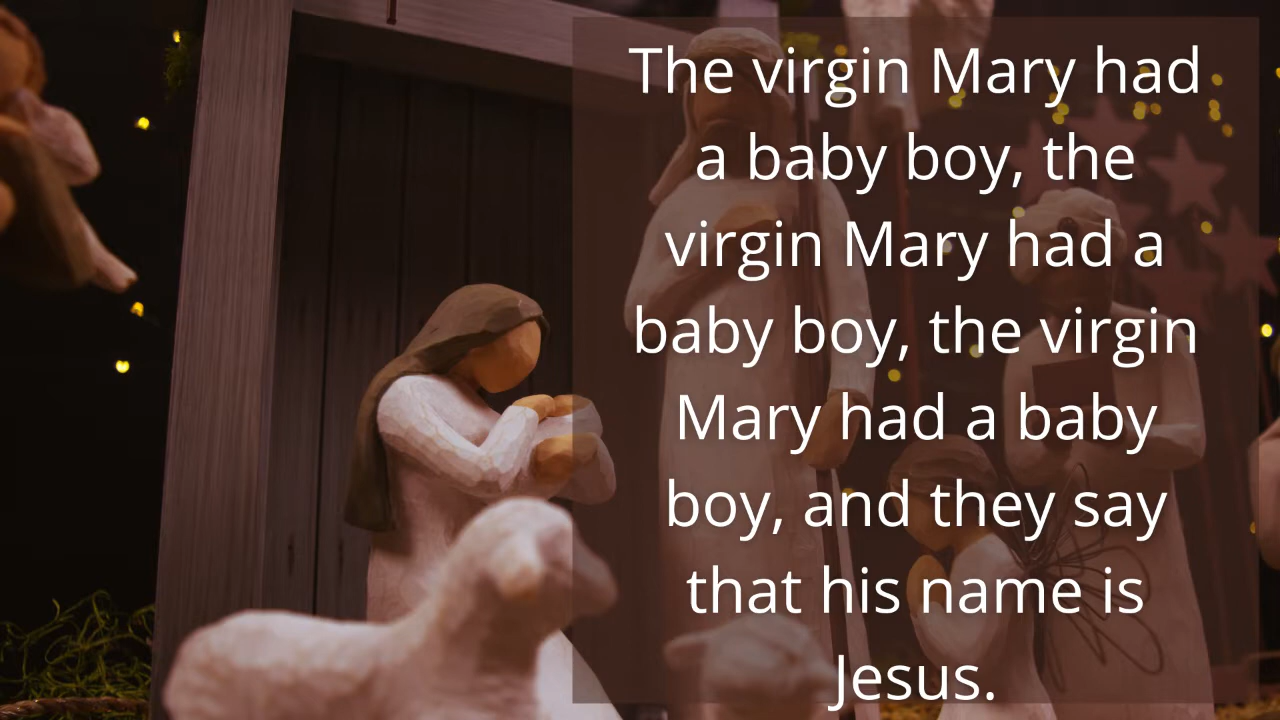 The virgin Mary had
a baby boy, the
virgin Mary had a
baby boy, the virgin
Mary had a baby
boy, and they say
that his name is
Jesus.